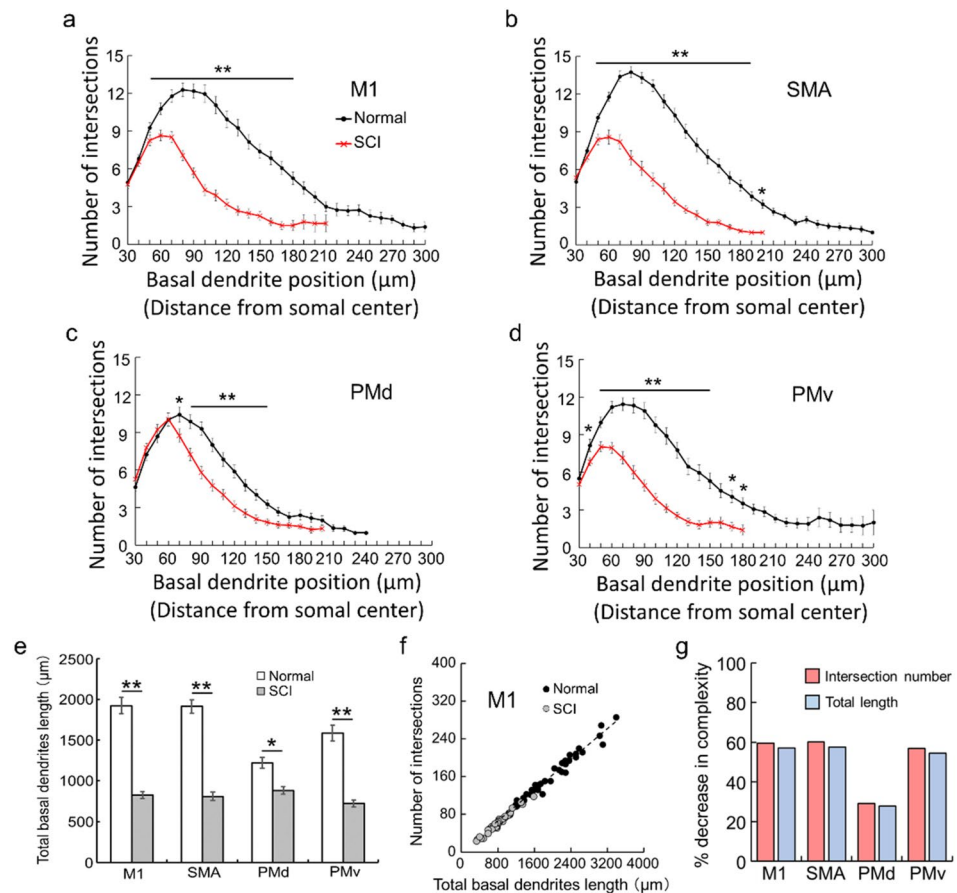 a
Number of intersections
15
12
9
6
3
0
**
M1
Normal
SCI
30 60 90 120 150 180 210 240 270 300
Basal dendrite position (μm)
(Distance from somal center)
b
Number of intersections
15
12
9
6
3
0
**
SMA
*
30 60 90 120 150 180 210 240 270 300
Basal dendrite position (μm)
(Distance from somal center)
c
Number of intersections
15
12
9
6
3
0
PMd
*
**
30 60 90 120 150 180 210 240 270 300
Basal dendrite position (μm)
(Distance from somal center)
d
Number of intersections
15
12
9
6
3
0
**
PMv
*
*
*
30 60 90 120 150 180 210 240 270 300
Basal dendrite position (μm)
(Distance from somal center)
e
Total basal dendrites length (μm)
2500
2000
1500
1000
500
0
Normal
SCI
**
**
*
**
M1 SMA PMd PMv
f
Number of intersections
400
320
240
160
80
0
M1
Normal
SCI
0 800 1600 2400 3200 4000
Total basal dendrites length (μm)
g
% decrease in complexity
100
80
60
40
20
0
Intersection number
Total length
M1 SMA PMd PMv